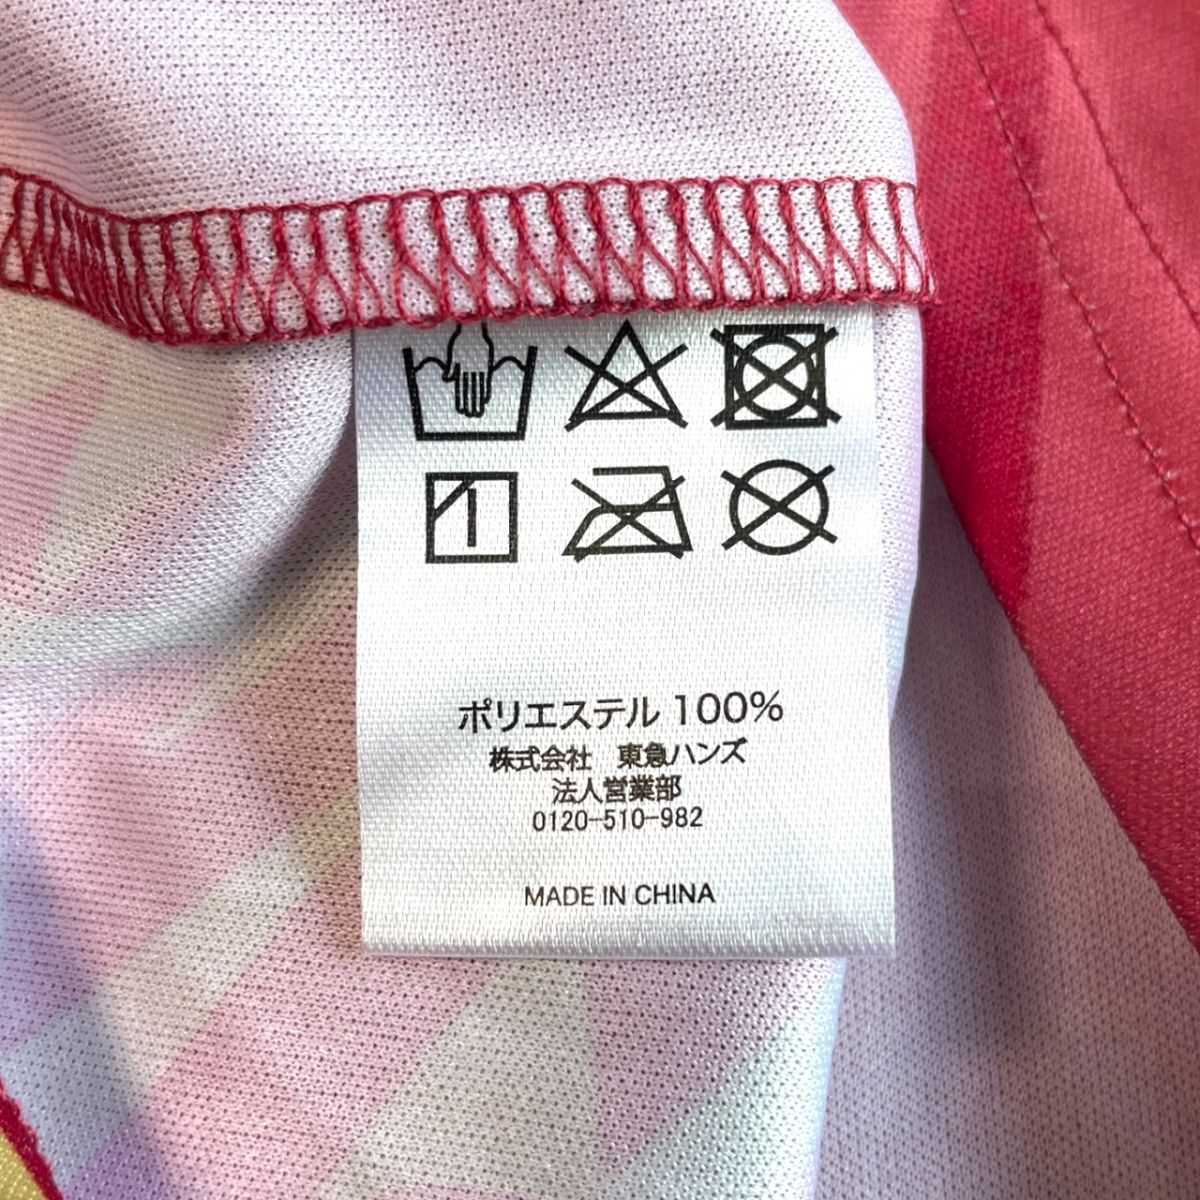 ポリエステル 100%
株式会社　東急ハンズ
法人営業部
0120-510-982
MADE IN CHINA